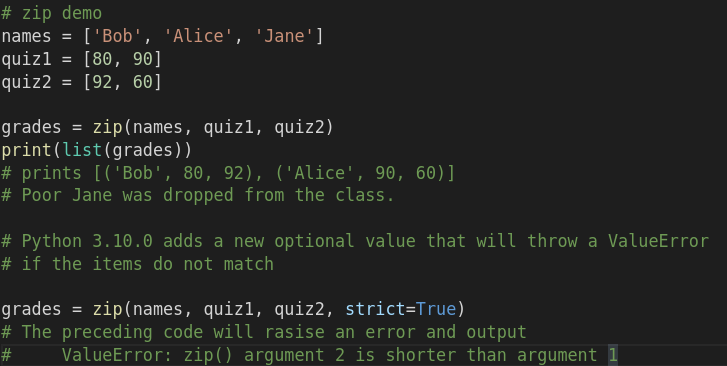 # zip demo
names = ['Bob', 'Alice', 'Jane']
quiz1 = [80, 90]
quiz2 = [92, 60]
grades = zip(names, quiz1, quiz2)
print(list(grades))
# prints [('Bob', 80, 92), ('Alice', 90, 60)]
# Poor Jane was dropped from the class.
# Python 3.10.0 adds a new optional value that will throw a ValueError
# if the items do not match
grades = zip(names, quiz1, quiz2, strict=True)
# The preceding code will rasise an error and output
#     ValueError: zip() argument 2 is shorter than argument 1